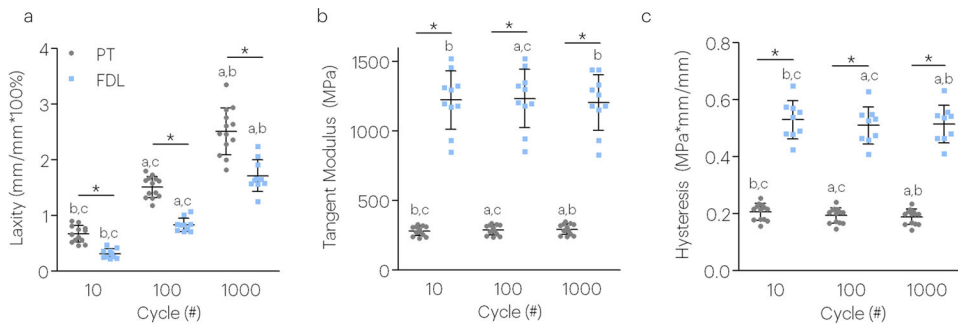 a
Laxity (mm/mm*100%)
4
3
2
1
0
PT
FDL
b,c
*
b,c
a,c
*
a,c
a,b
*
a,b
10 100 1000
Cycle (#)
b
Tangent Modulus (MPa)
1500
1000
500
0
*
b
*
a,c
*
b
b,c
a,c
a,b
10 100 1000
Cycle (#)
c
Hysteresis (MPa*mm/mm)
0.8
0.6
0.4
0.2
0.0
*
b,c
*
a,c
*
a,b
b,c
a,c
a,b
10 100 1000
Cycle (#)